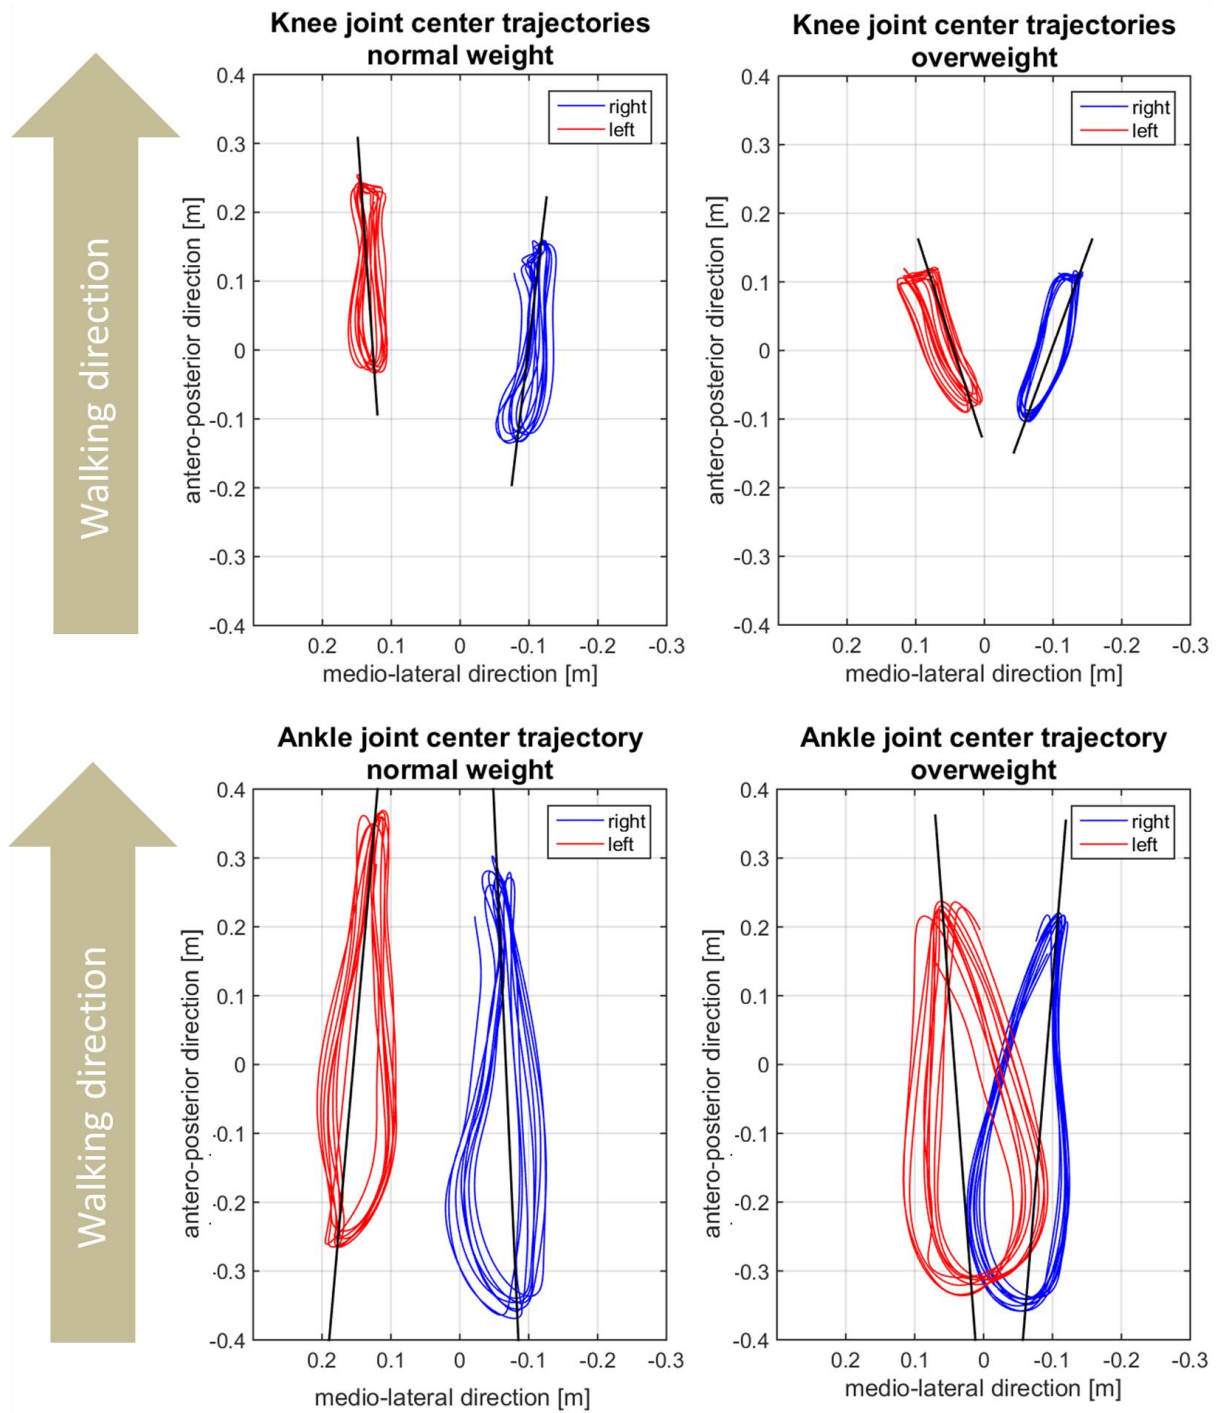 Knee joint center trajectories
normal weight
Knee joint center trajectories
overweight
Walking direction
antero-posterior direction [m]
0.4
0.3
0.2
0.1
0
-0.1
-0.2
-0.3
-0.4
right
left
0.2 0.1 0 -0.1 -0.2 -0.3
medio-lateral direction [m]
antero-posterior direction [m]
0.4
0.3
0.2
0.1
0
-0.1
-0.2
-0.3
-0.4
right
left
0.2 0.1 0 -0.1 -0.2 -0.3
medio-lateral direction [m]
Ankle joint center trajectory
normal weight
Ankle joint center trajectory
overweight
Walking direction
antero-posterior direction [m]
0.4
0.3
0.2
0.1
0
-0.1
-0.2
-0.3
-0.4
right
left
0.2 0.1 0 -0.1 -0.2 -0.3
medio-lateral direction [m]
antero-posterior direction [m]
0.4
0.3
0.2
0.1
0
-0.1
-0.2
-0.3
-0.4
right
left
0.2 0.1 0 -0.1 -0.2 -0.3
medio-lateral direction [m]